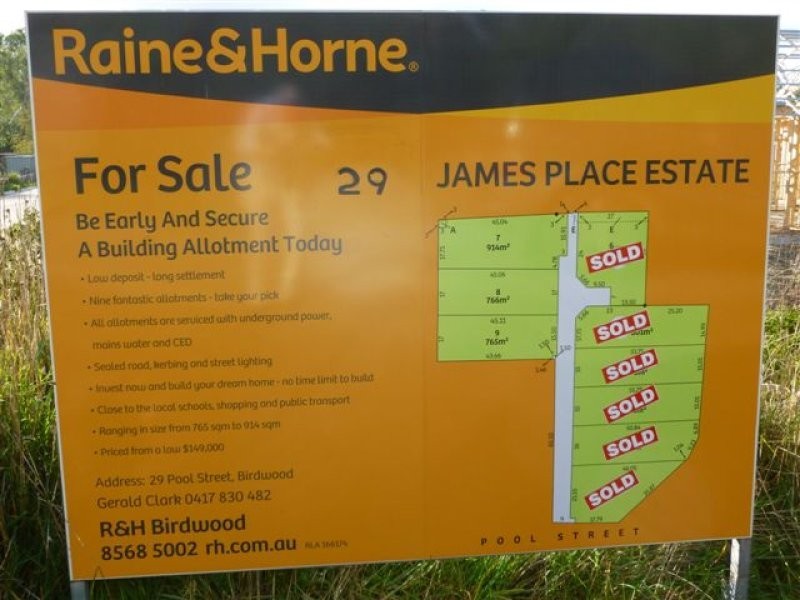 Raine&Horne®
For Sale 29
Be Early And Secure
A Building Allotment Today
• Low deposit - long settlement
• Nine fantastic allotments - take your pick
• All allotments are serviced with underground power,
mains water and CED
• Sealed road, kerbing and street lighting
• Invest now and build your dream home - no time limit to build
• Close to the local schools, shopping and public transport
• Ranging in size from 765 sqm to 914 sqm
• Priced from a low $149,000
Address: 29 Pool Street, Birdwood
Gerald Clark 0417 830 482
R&H Birdwood
8568 5002 rh.com.au
JAMES PLACE ESTATE
A
7
914m²
8
766m²
9
765m²
E
6
SOLD
SOLD
SOLD
SOLD
SOLD
SOLD
POOL STREET